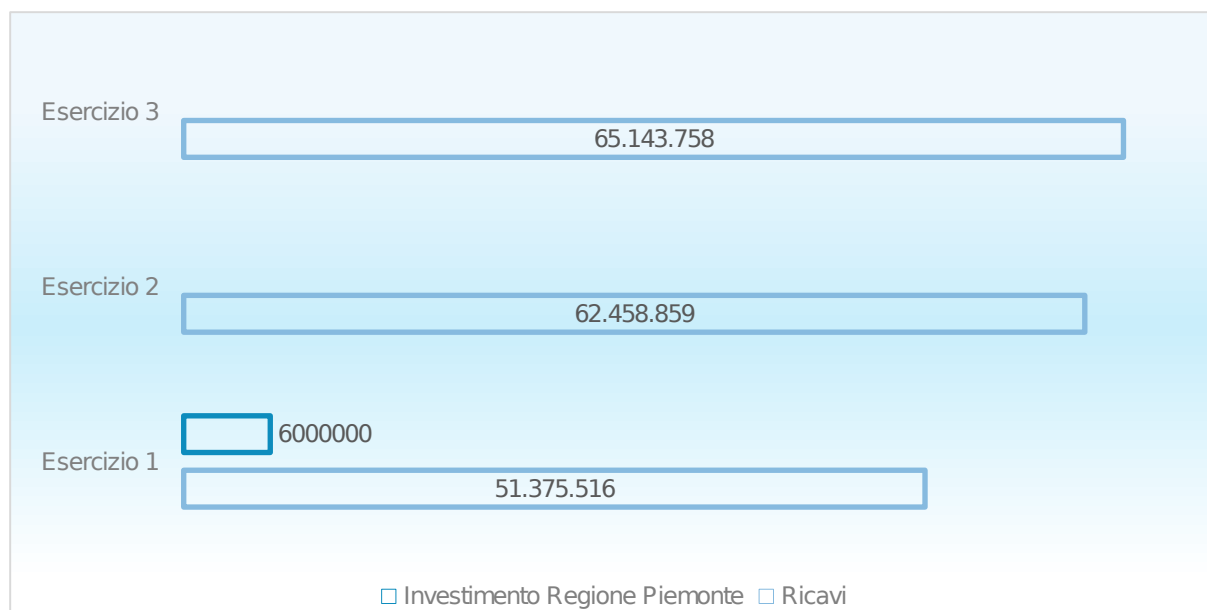 Esercizio 3
65.143.758
Esercizio 2
62.458.859
6000000
Esercizio 1
51.375.516
Investimento Regione Piemonte Ricavi